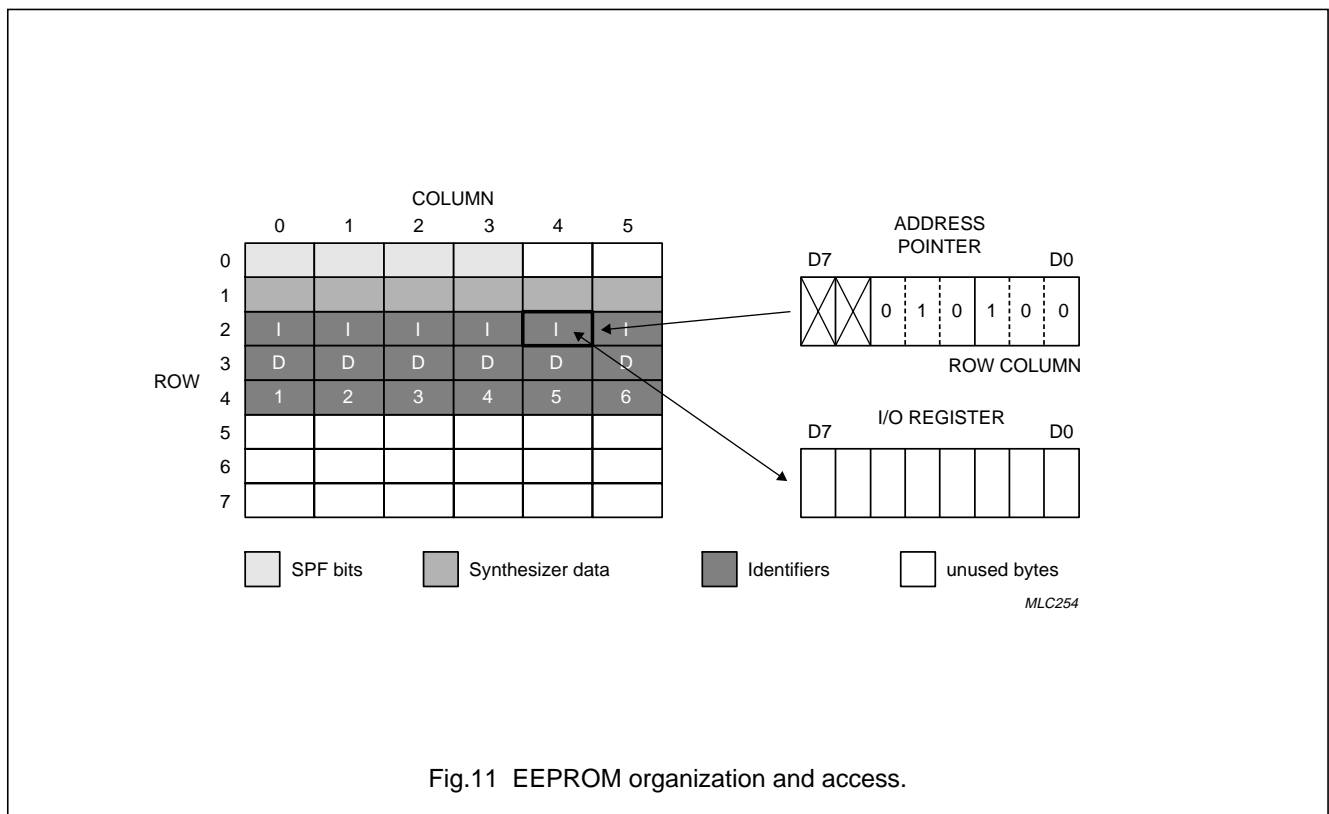 COLUMN
0 1 2 3 4 5
ROW
0
1
2 I I I I I I
3 D D D D D D
4 1 2 3 4 5 6
5
6
7
ADDRESS
POINTER
D7 D0
0 1 0 1 0 0
ROW COLUMN
I/O REGISTER
D7 D0
SPF bits Synthesizer data Identifiers unused bytes
MLC254
Fig.11 EEPROM organization and access.